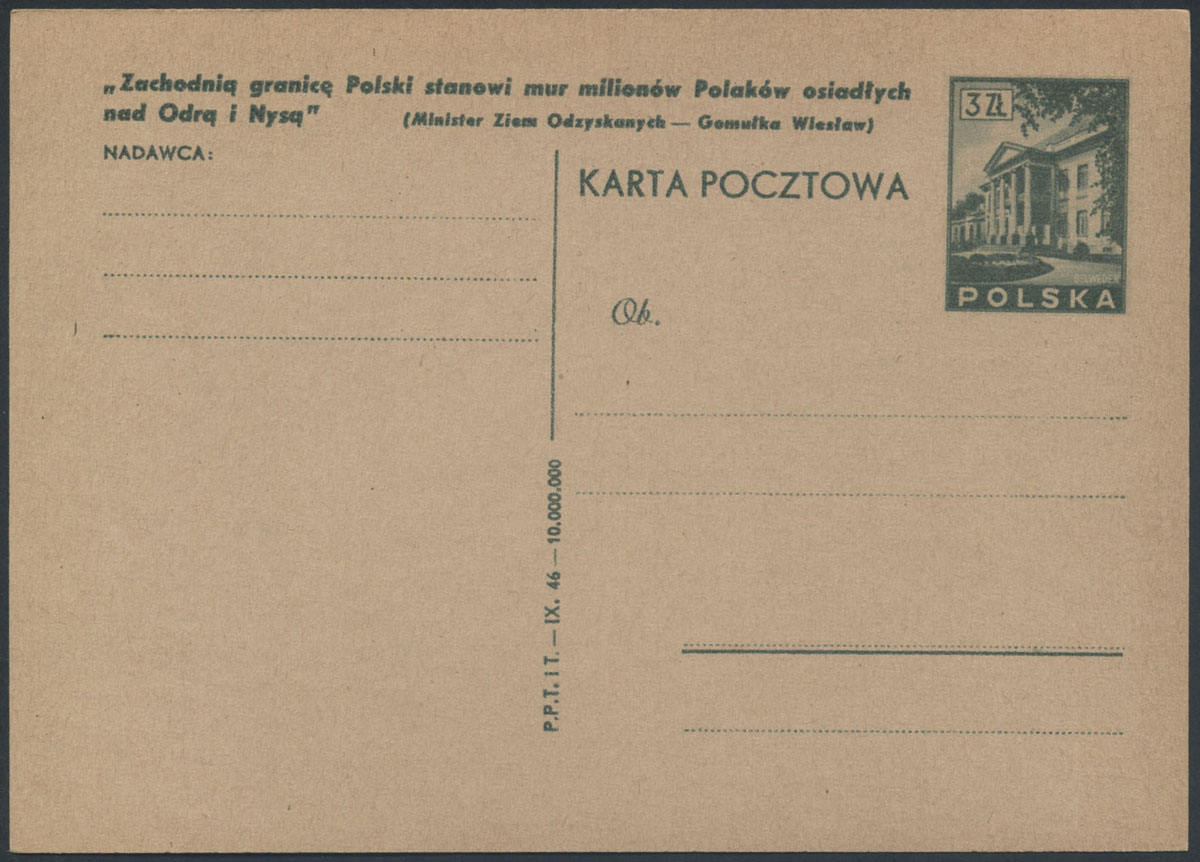 „Zachodnią granicę Polski stanowi mur milionów Polaków osiadłych
nad Odrą i Nysą”
(Minister Ziem Odzyskanych — Gomułka Wiesław)
NADAWCA:
KARTA POCZTOWA
3 ZŁ
BELWEDER
POLSKA
Ob.
P.P.T. i T. — IX. 46 — 10.000.000